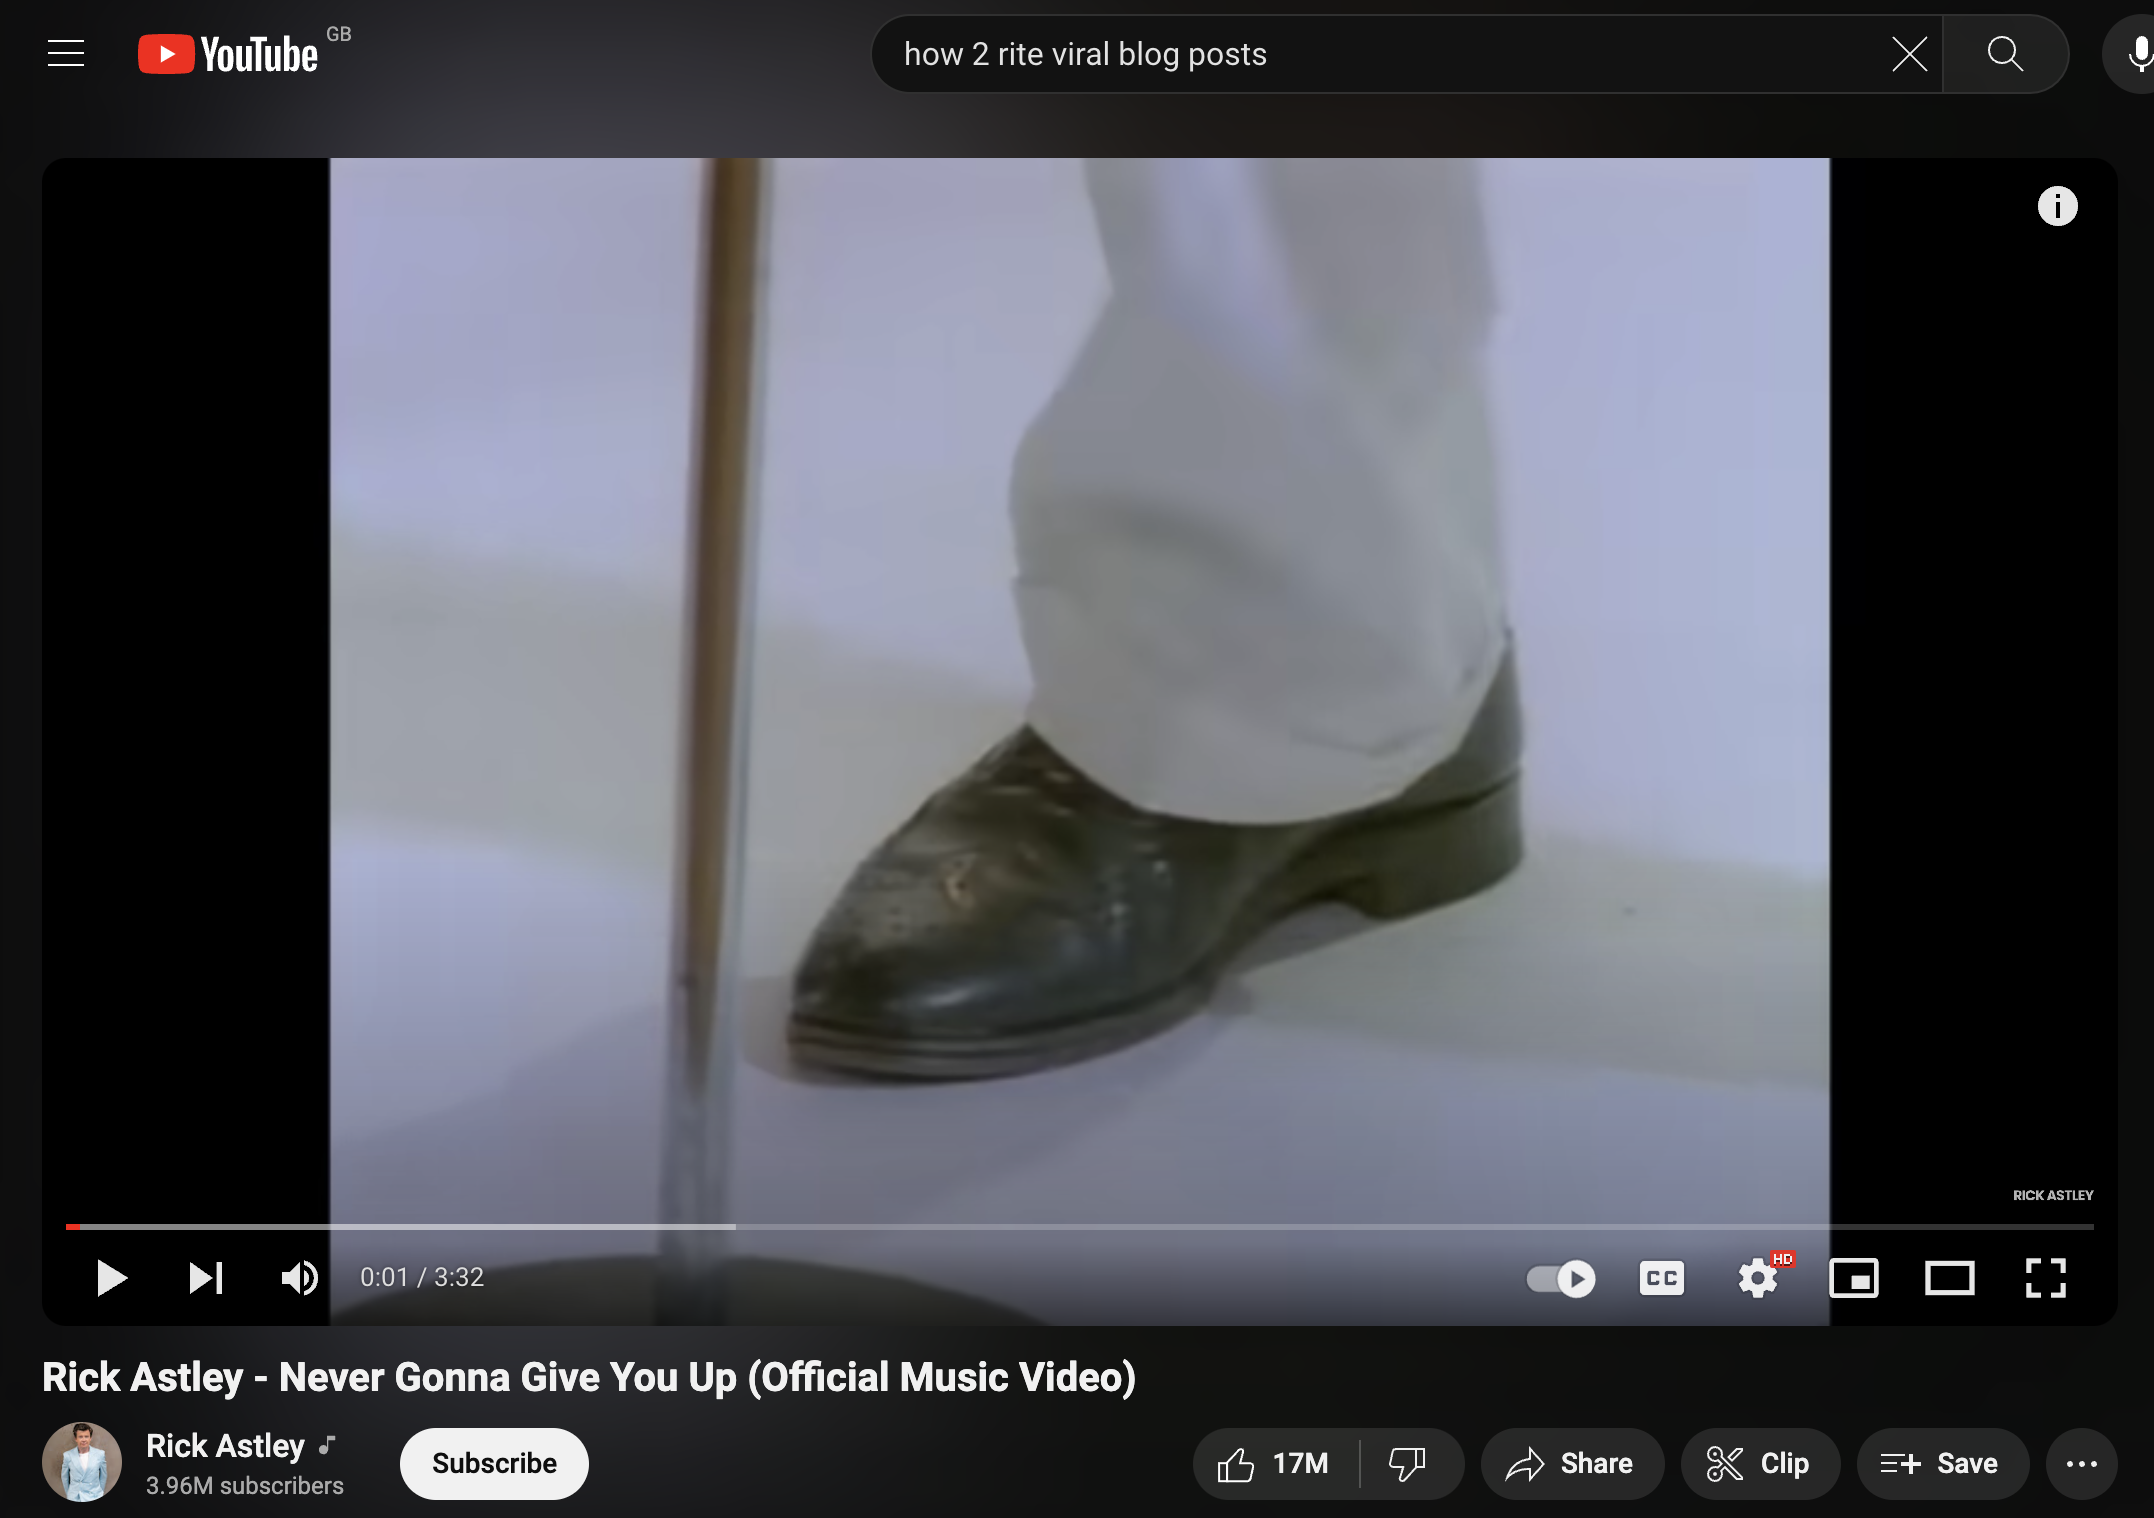 YouTube GB
how 2 rite viral blog posts
RICK ASTLEY
0:01 / 3:32
CC
HD
Rick Astley - Never Gonna Give You Up (Official Music Video)
Rick Astley
3.96M subscribers
Subscribe
17M
Share
Clip
Save